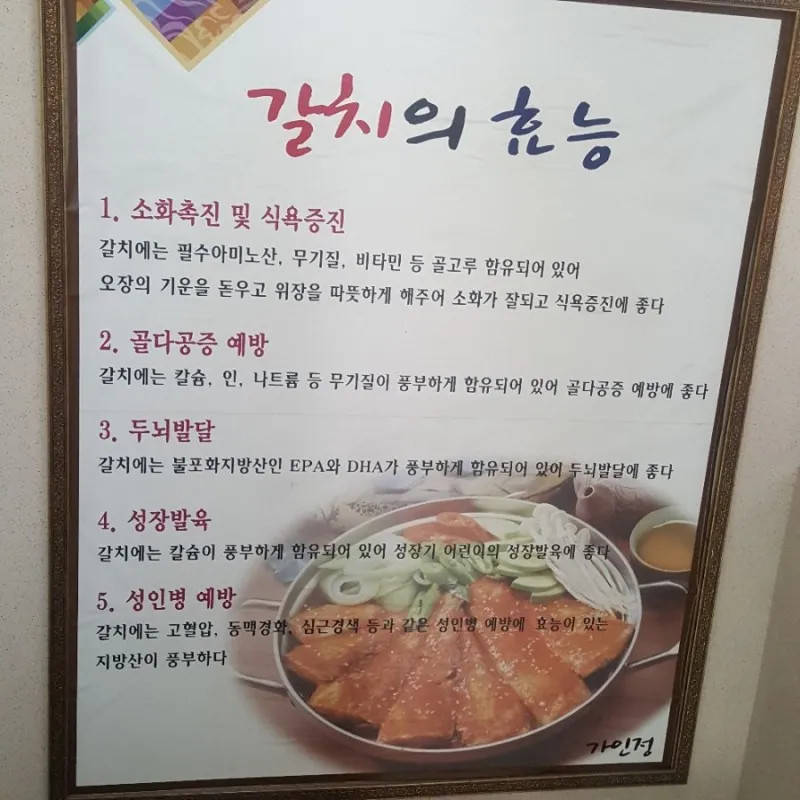 갈치의 효능
1. 소화촉진 및 식욕증진
갈치에는 필수아미노산, 무기질, 비타민 등 골고루 함유되어 있어
오장의 기운을 돋우고 위장을 따뜻하게 해주어 소화가 잘되고 식욕증진에 좋다
2. 골다공증 예방
갈치에는 칼슘, 인, 나트륨 등 무기질이 풍부하게 함유되어 있어 골다공증 예방에 좋다
3. 두뇌발달
갈치에는 불포화지방산인 EPA와 DHA가 풍부하게 함유되어 있어 두뇌발달에 좋다
4. 성장발육
갈치에는 칼슘이 풍부하게 함유되어 있어 성장기 어린이의 성장발육에 좋다
5. 성인병 예방
갈치에는 고혈압, 동맥경화, 심근경색 등과 같은 성인병 예방에 효능이 있는
지방산이 풍부하다
가인정